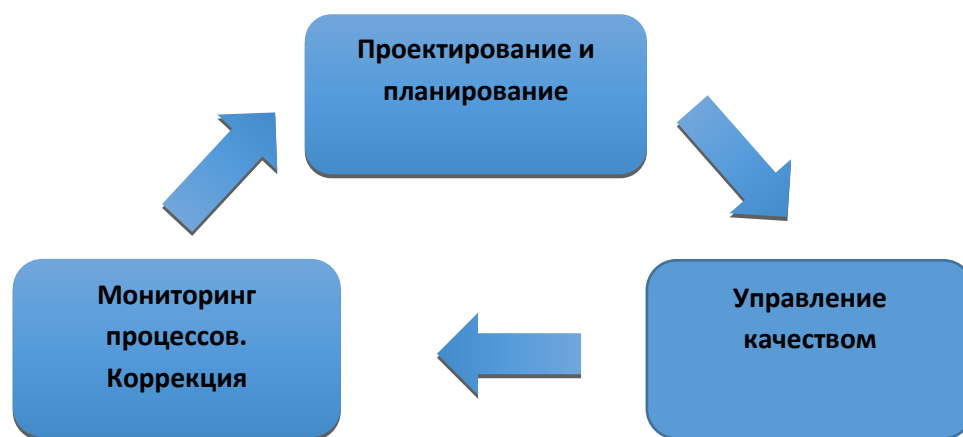 Проектирование и
планирование
Мониторинг
процессов.
Коррекция
Управление
качеством